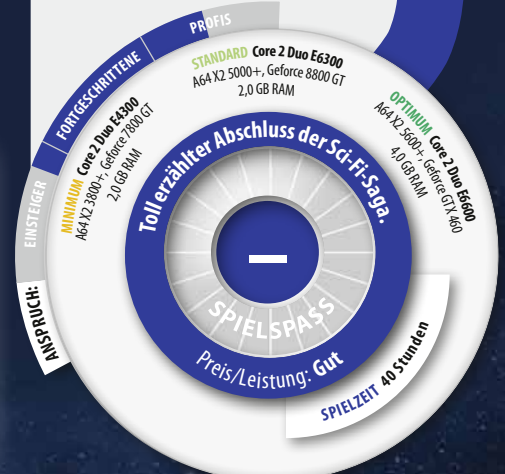 ANSPRUCH:
EINSTEIGER
FORTGESCHRITTENE
PROFIS
MINIMUM Core 2 Duo E4300
A64 X2 3800+, Geforce 7800 GT
2,0 GB RAM
STANDARD Core 2 Duo E6300
A64 X2 5000+, Geforce 8800 GT
2,0 GB RAM
OPTIMUM Core 2 Duo E6600
A64 X2 5600+, Geforce GTX 460
4,0 GB RAM
Toll erzählter Abschluss der Sci-Fi-Saga.
–
SPIELSPASS
Preis/Leistung: Gut
SPIELZEIT 40 Stunden